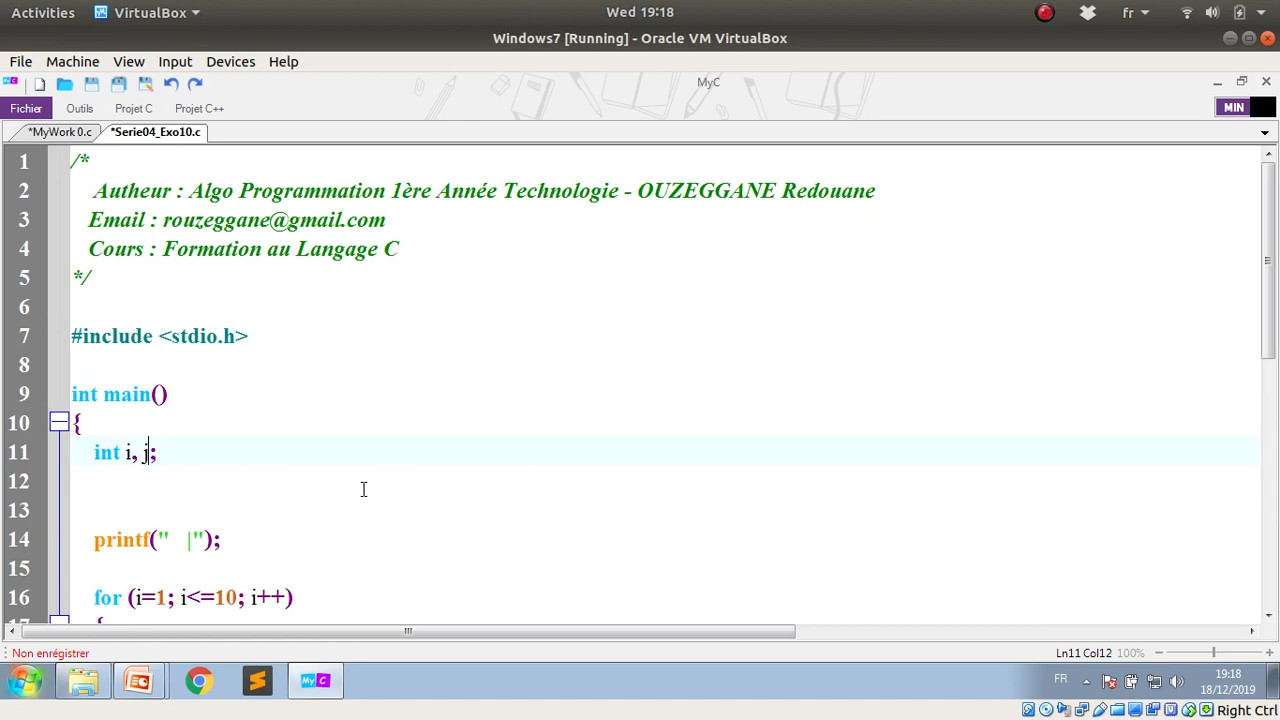 Activities VirtualBox Wed 19:18 fr
Windows7 [Running] - Oracle VM VirtualBox
File Machine View Input Devices Help
MyC
Fichier Outils Projet C Projet C++ MIN
*MyWork 0.c *Serie04_Exo10.c
1 /*
2 Autheur : Algo Programmation 1ère Année Technologie - OUZEGGANE Redouane
3 Email : rouzeggane@gmail.com
4 Cours : Formation au Langage C
5 */
6
7 #include <stdio.h>
8
9 int main()
10 {
11 int i, j;
12
13
14 printf("   |");
15
16 for (i=1; i<=10; i++)
17 {
Non enrégistrer Ln11 Col12 100%
MyC FR 19:18
18/12/2019
Right Ctrl